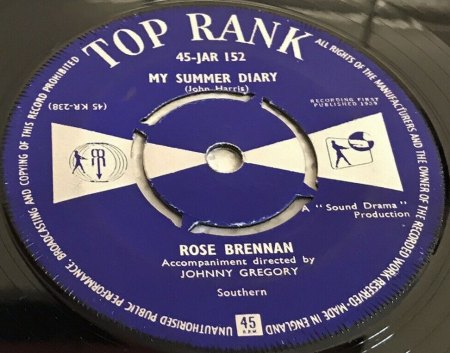 TOP RANK
45-JAR 152
MY SUMMER DIARY
(John Harris)
(45-KR-238)
RECORDING FIRST
PUBLISHED 1959
A "Sound Drama"
Production
ROSE BRENNAN
Accompaniment directed by
JOHNNY GREGORY
Southern
45
R.P.M.
ALL RIGHTS OF THE MANUFACTURERS AND THE OWNER OF THE RECORDED WORK RESERVED·MADE IN ENGLAND
UNAUTHORISED PUBLIC PERFORMANCE, BROADCASTING AND COPYING OF THIS RECORD PROHIBITED